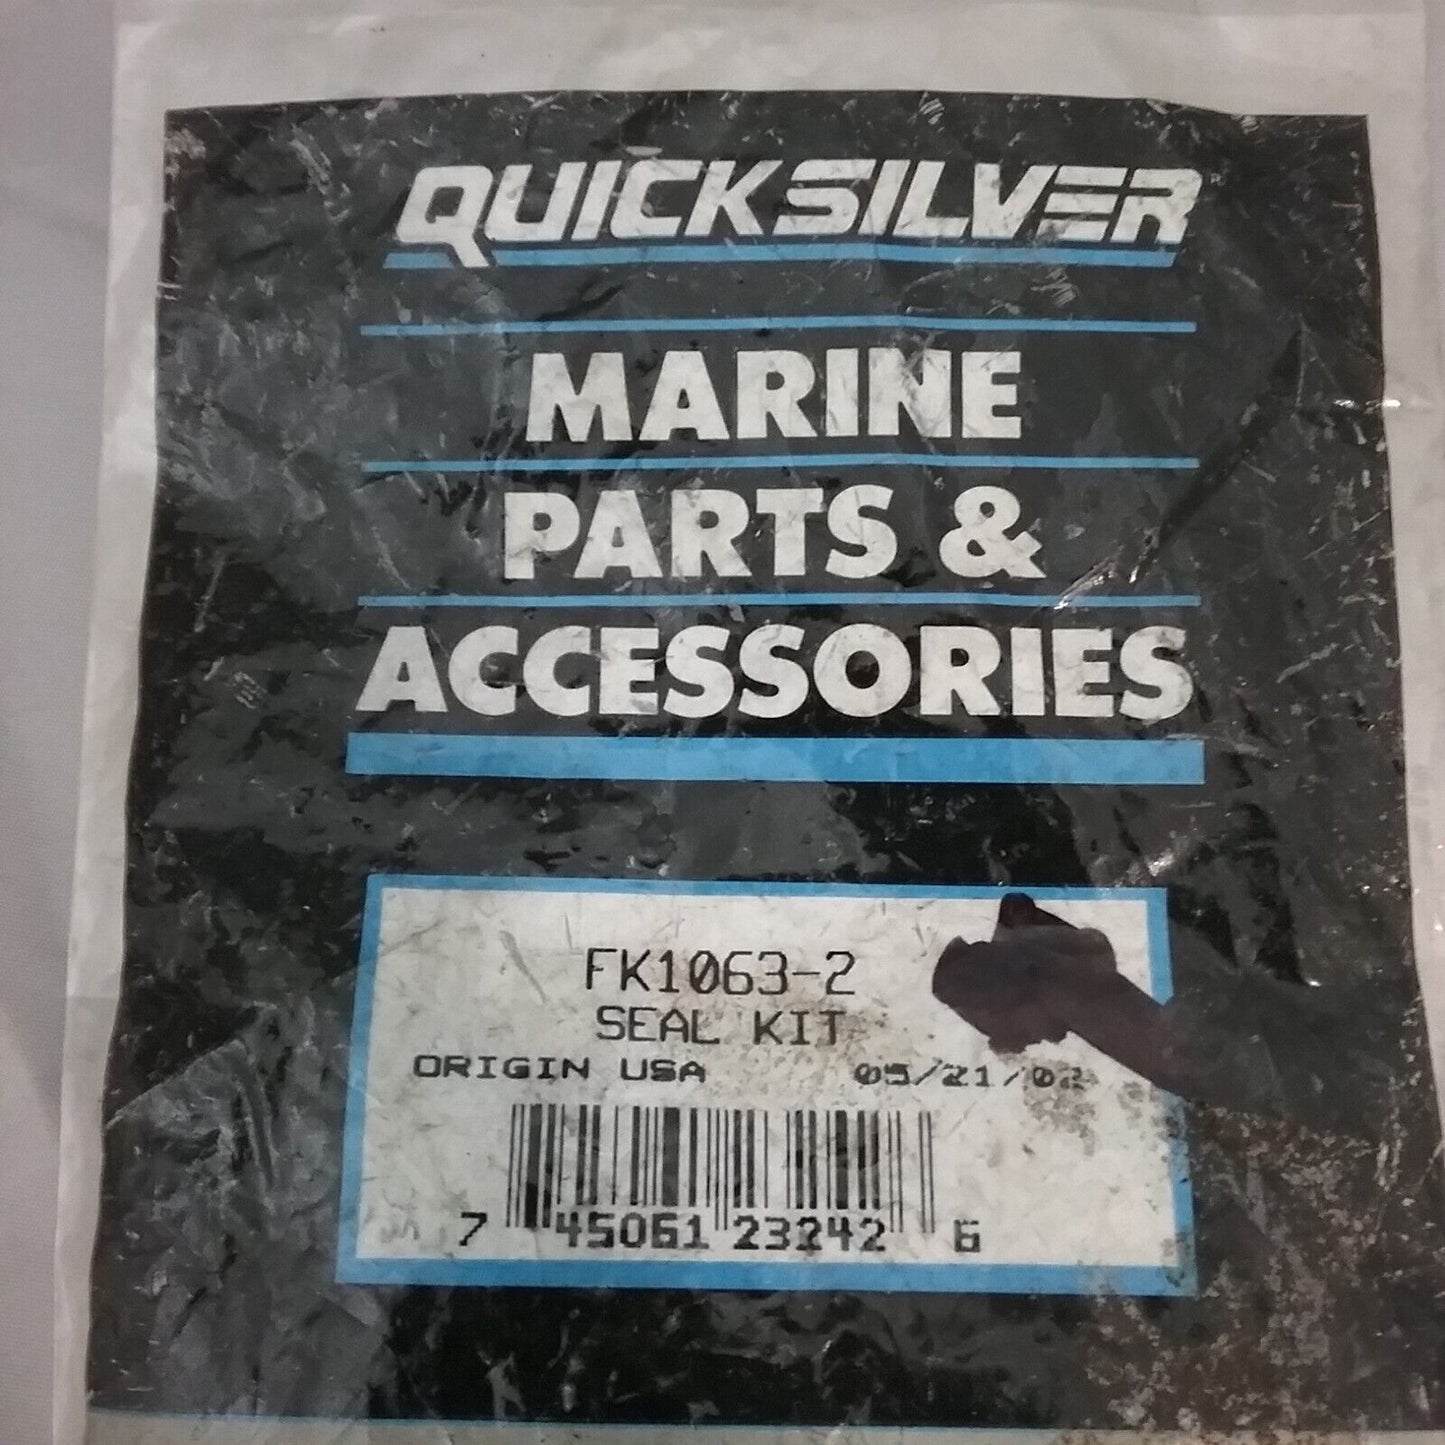 QUICKSILVER®
MARINE
PARTS &
ACCESSORIES
FK1063-2
SEAL KIT
ORIGIN USA 05/21/02
7 45061 23242 6